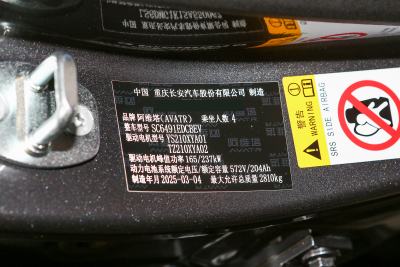 中国 重庆长安汽车股份有限公司 制造
品牌 阿维塔(AVATR) 乘坐人数 4
整车型号 SC6491EDCBEV
驱动电机型号 YS210XYA01
YZ210XYA02
驱动电机峰值功率 165/237kW
动力电池系统额定电压/额定容量 572V/204Ah
制造年月 2025-03-04 最大允许总质量 2810kg
警告
SRS SIDE AIRBAG